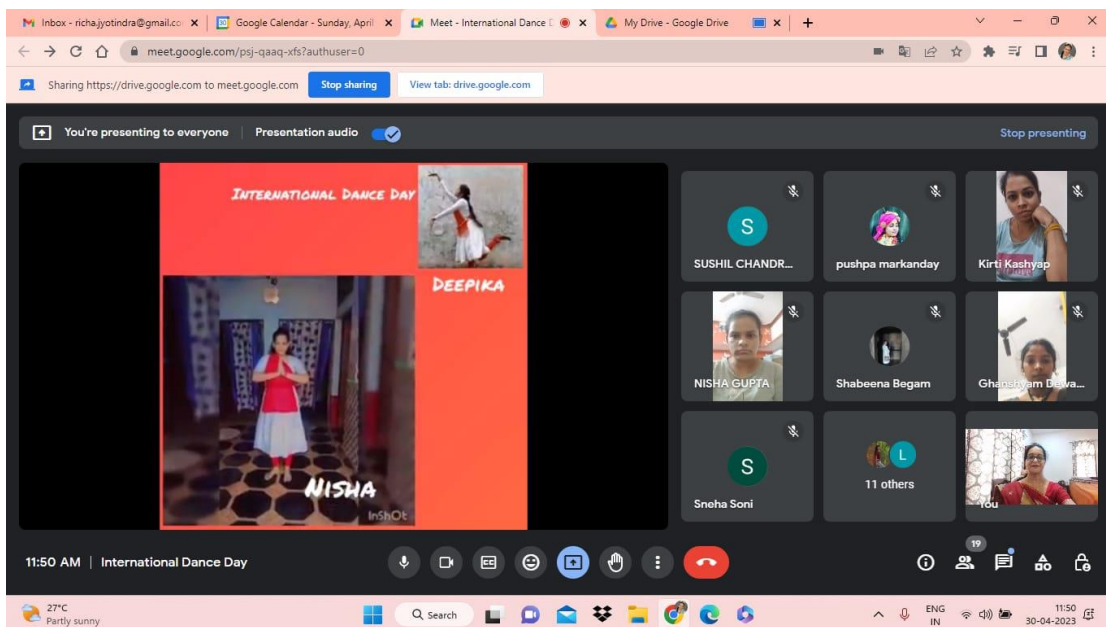 Inbox - richa.jyotindra@gmail.co
Google Calendar - Sunday, April
Meet - International Dance D
My Drive - Google Drive
meet.google.com/psj-qaaq-xfs?authuser=0
Sharing https://drive.google.com to meet.google.com
Stop sharing
View tab: drive.google.com
You're presenting to everyone
Presentation audio
Stop presenting
INTERNATIONAL DANCE DAY
DEEPIKA
NISHA
InShOt
S
SUSHIL CHANDR...
pushpa markanday
Kirti Kashyap
NISHA GUPTA
Shabeena Begam
Ghanshyam Dewa...
S
Sneha Soni
L
11 others
You
11:50 AM | International Dance Day
CC
19
27°C
Partly sunny
Search
ENG
IN
11:50
30-04-2023